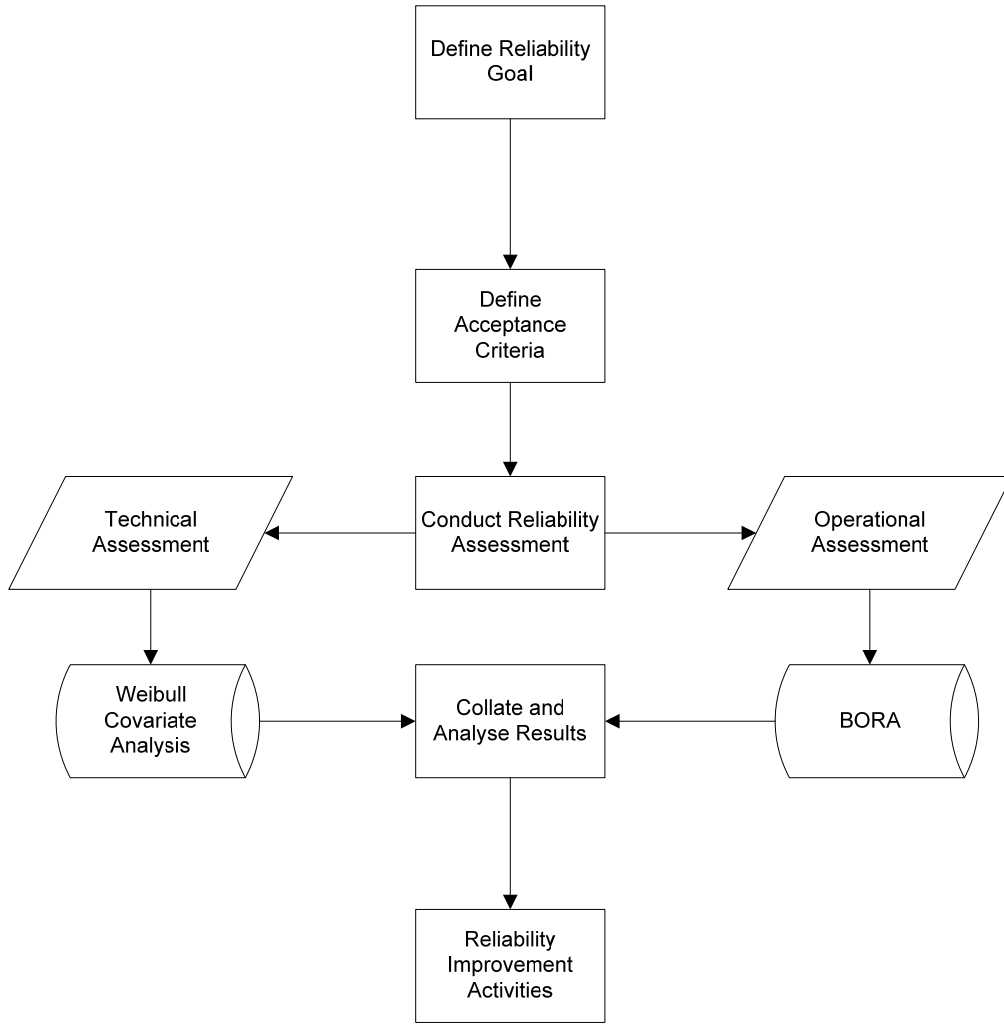 Define Reliability
Goal
Define
Acceptance
Criteria
Technical
Assessment
Conduct Reliability
Assessment
Operational
Assessment
Weibull
Covariate
Analysis
Collate and
Analyse Results
BORA
Reliability
Improvement
Activities